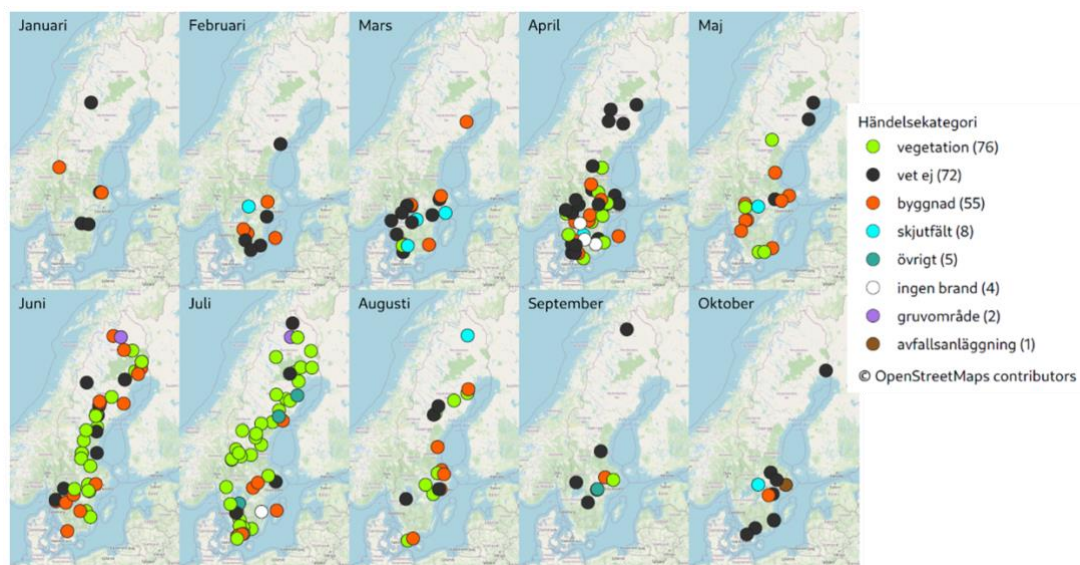 Januari
Februari
Mars
April
Maj
Juni
Juli
Augusti
September
Oktober
Händelsekategori
vegetation (76)
vet ej (72)
byggnad (55)
skjutfält (8)
övrigt (5)
ingen brand (4)
gruvområde (2)
avfallsanläggning (1)
© OpenStreetMaps contributors